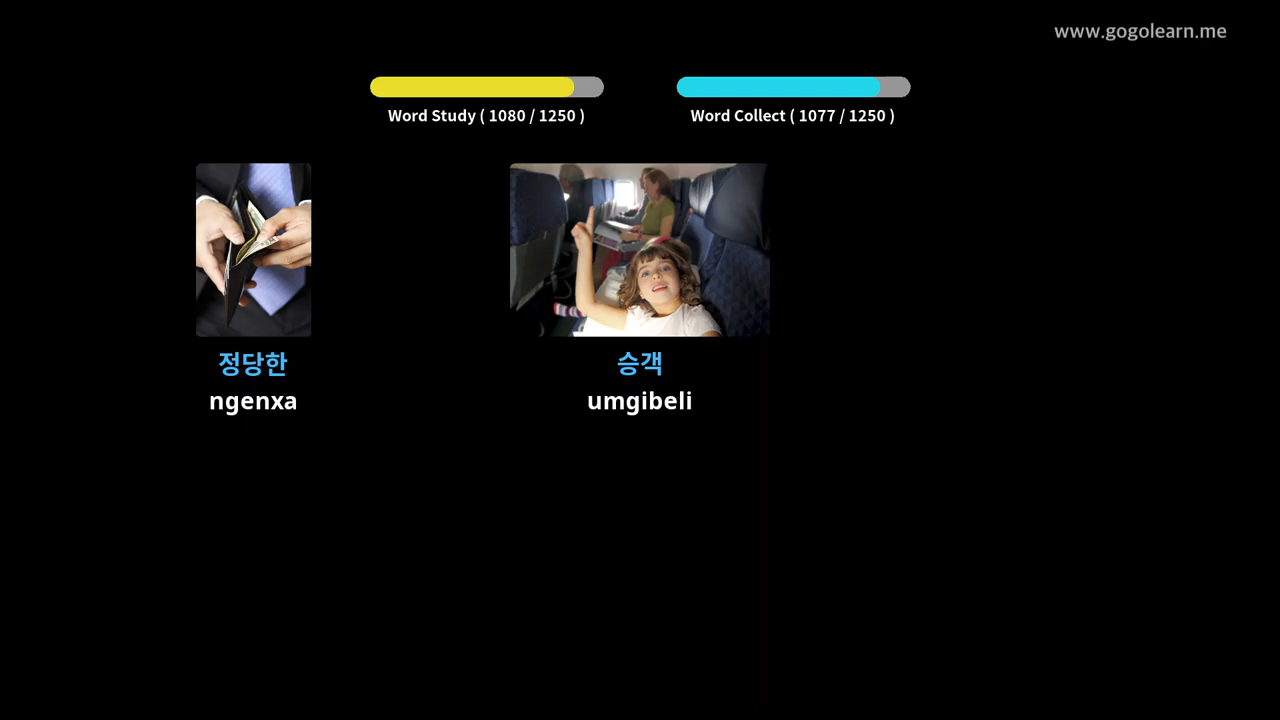 www.gogolearn.me
Word Study ( 1080 / 1250 )
Word Collect ( 1077 / 1250 )
정당한
승객
ngenxa
umgibeli